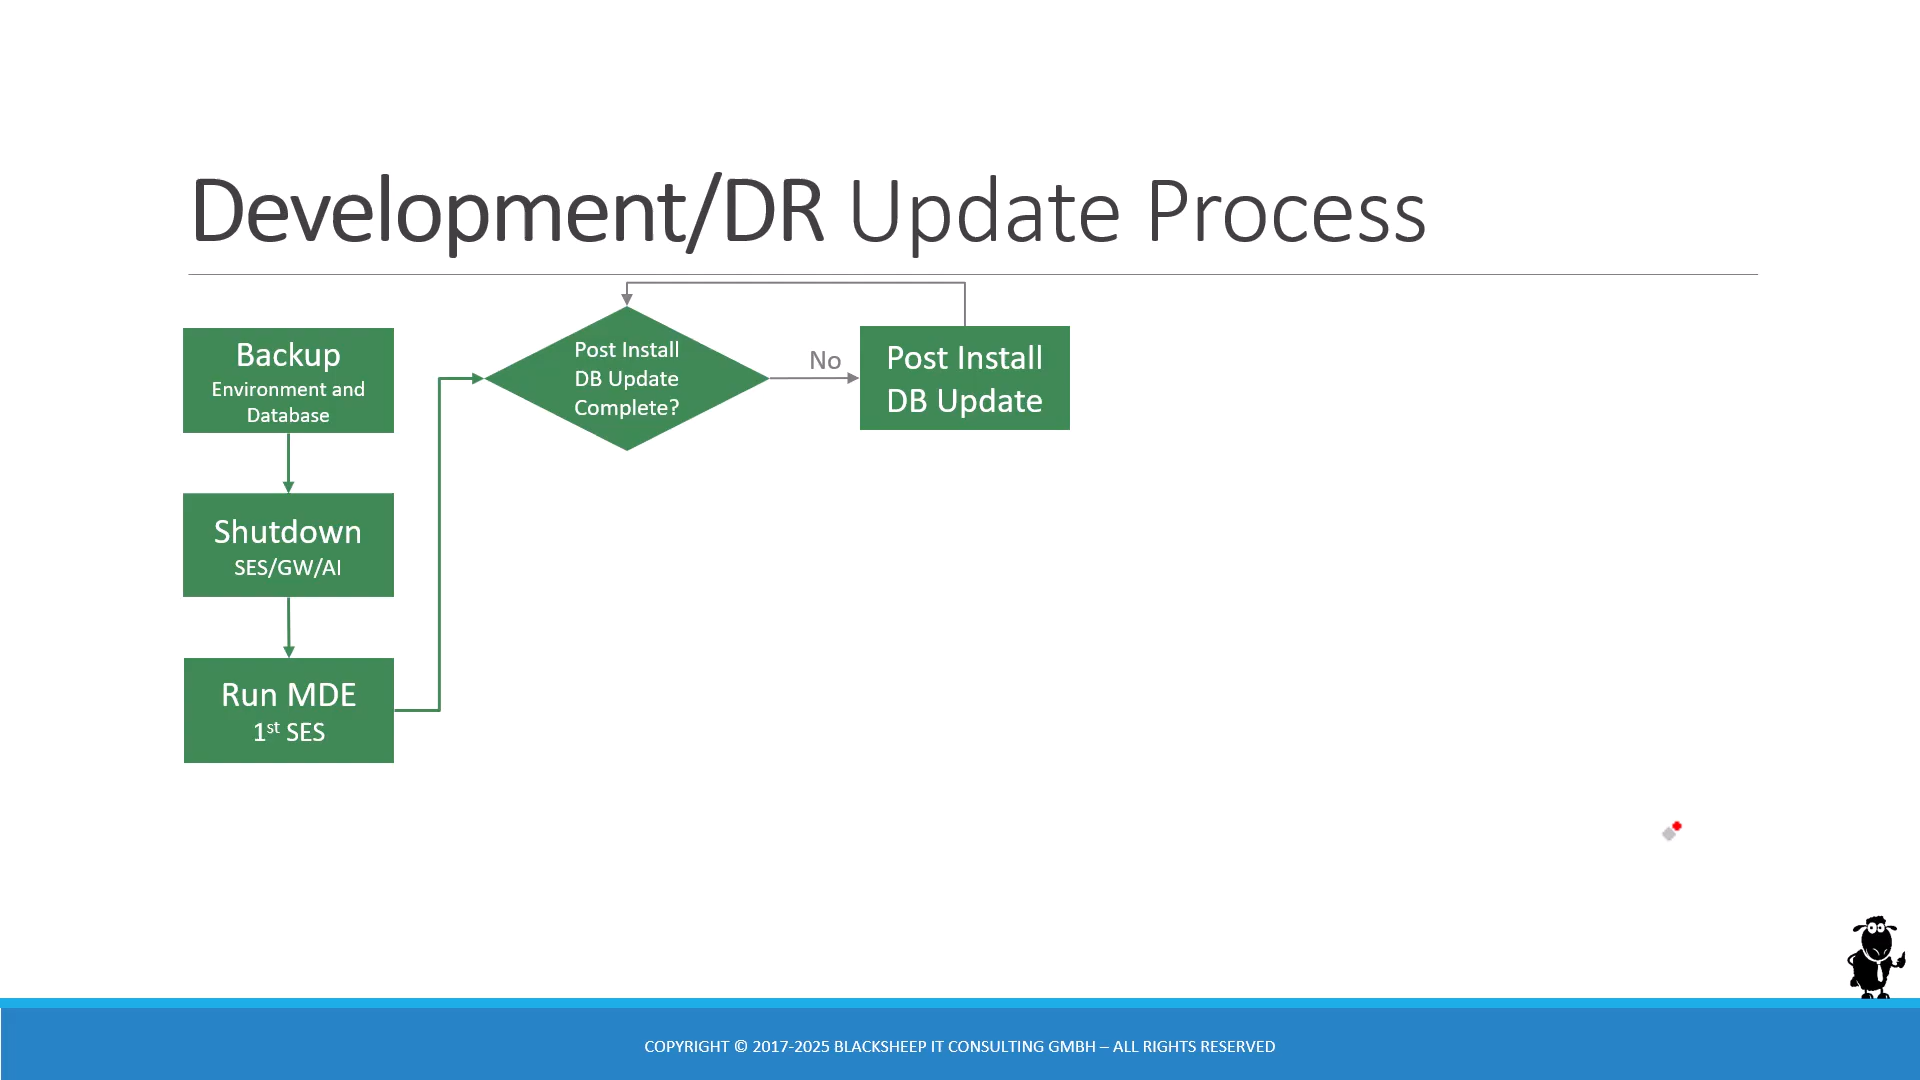 Development/DR Update Process
Backup
Environment and
Database
Shutdown
SES/GW/AI
Run MDE
1st SES
Post Install
DB Update
Complete?
No
Post Install
DB Update
COPYRIGHT © 2017-2025 BLACKSHEEP IT CONSULTING GMBH – ALL RIGHTS RESERVED